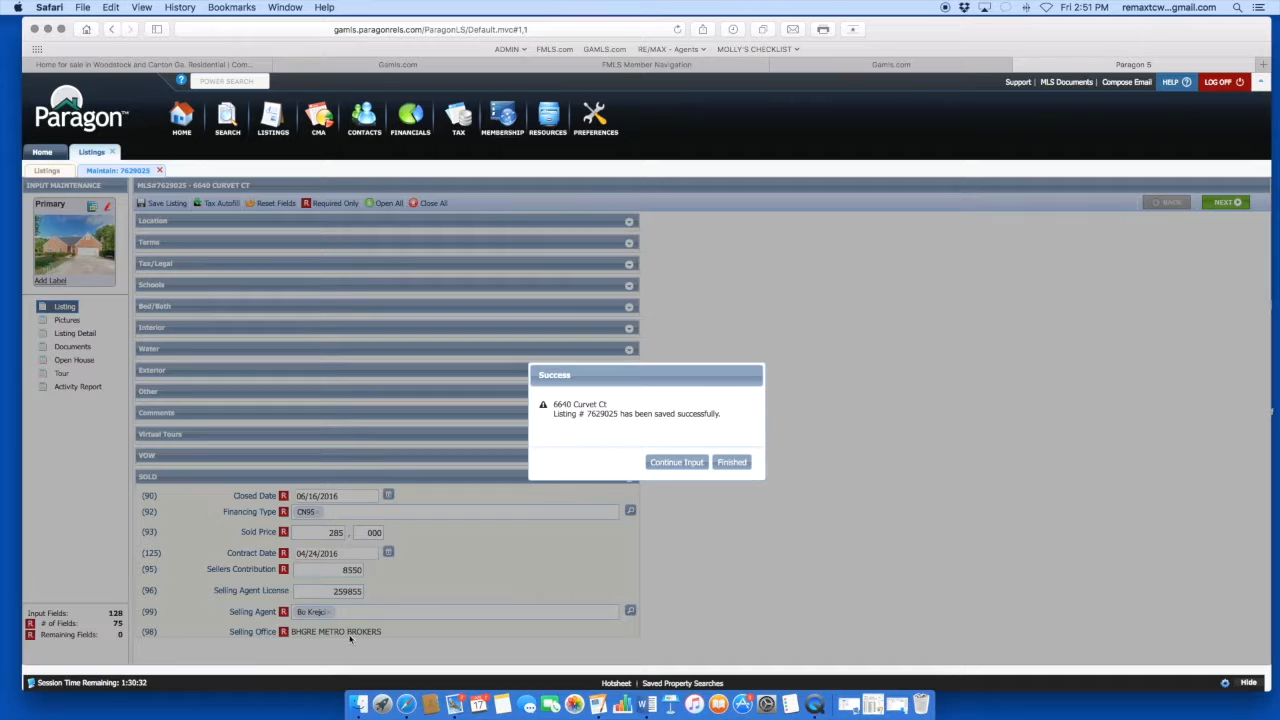 Safari File Edit View History Bookmarks Window Help Fri 2:51 PM remaxtcw...gmail.com
gamls.paragonrels.com/ParagonLS/Default.mvc#1,1
ADMIN FMLS.com GAMLS.com RE/MAX - Agents MOLLY'S CHECKLIST
Home for sale in Woodstock and Canton Ga. Residential | Com... Gamls.com FMLS Member Navigation Gamls.com Paragon 5
POWER SEARCH Support | MLS Documents | Compose Email HELP LOG OFF
Paragon™
HOME SEARCH LISTINGS CMA CONTACTS FINANCIALS TAX MEMBERSHIP RESOURCES PREFERENCES
Home Listings
Listings Maintain: 7629025
INPUT MAINTENANCE MLS#7629025 - 6640 CURVET CT
Primary
Save Listing Tax Autofill Reset Fields R Required Only Open All Close All BACK NEXT
Location
Terms
Tax/Legal
Schools
Add Label
Bed/Bath
Listing
Pictures
Listing Detail
Documents
Open House
Tour
Activity Report
Interior
Water
Exterior
Other
Comments
Virtual Tours
VOW
SOLD
Success
6640 Curvet Ct
Listing # 7629025 has been saved successfully.
Continue Input Finished
(90) Closed Date R 06/16/2016
(92) Financing Type R CN95
(93) Sold Price R 285 , 000
(125) Contract Date R 04/24/2016
(95) Sellers Contribution R 8550
(96) Selling Agent License 259855
(99) Selling Agent R Bo Krejci
(98) Selling Office R BHGRE METRO BROKERS
Input Fields: 128
R # of Fields: 75
R Remaining Fields: 0
Session Time Remaining: 1:30:32 Hotsheet | Saved Property Searches Hide